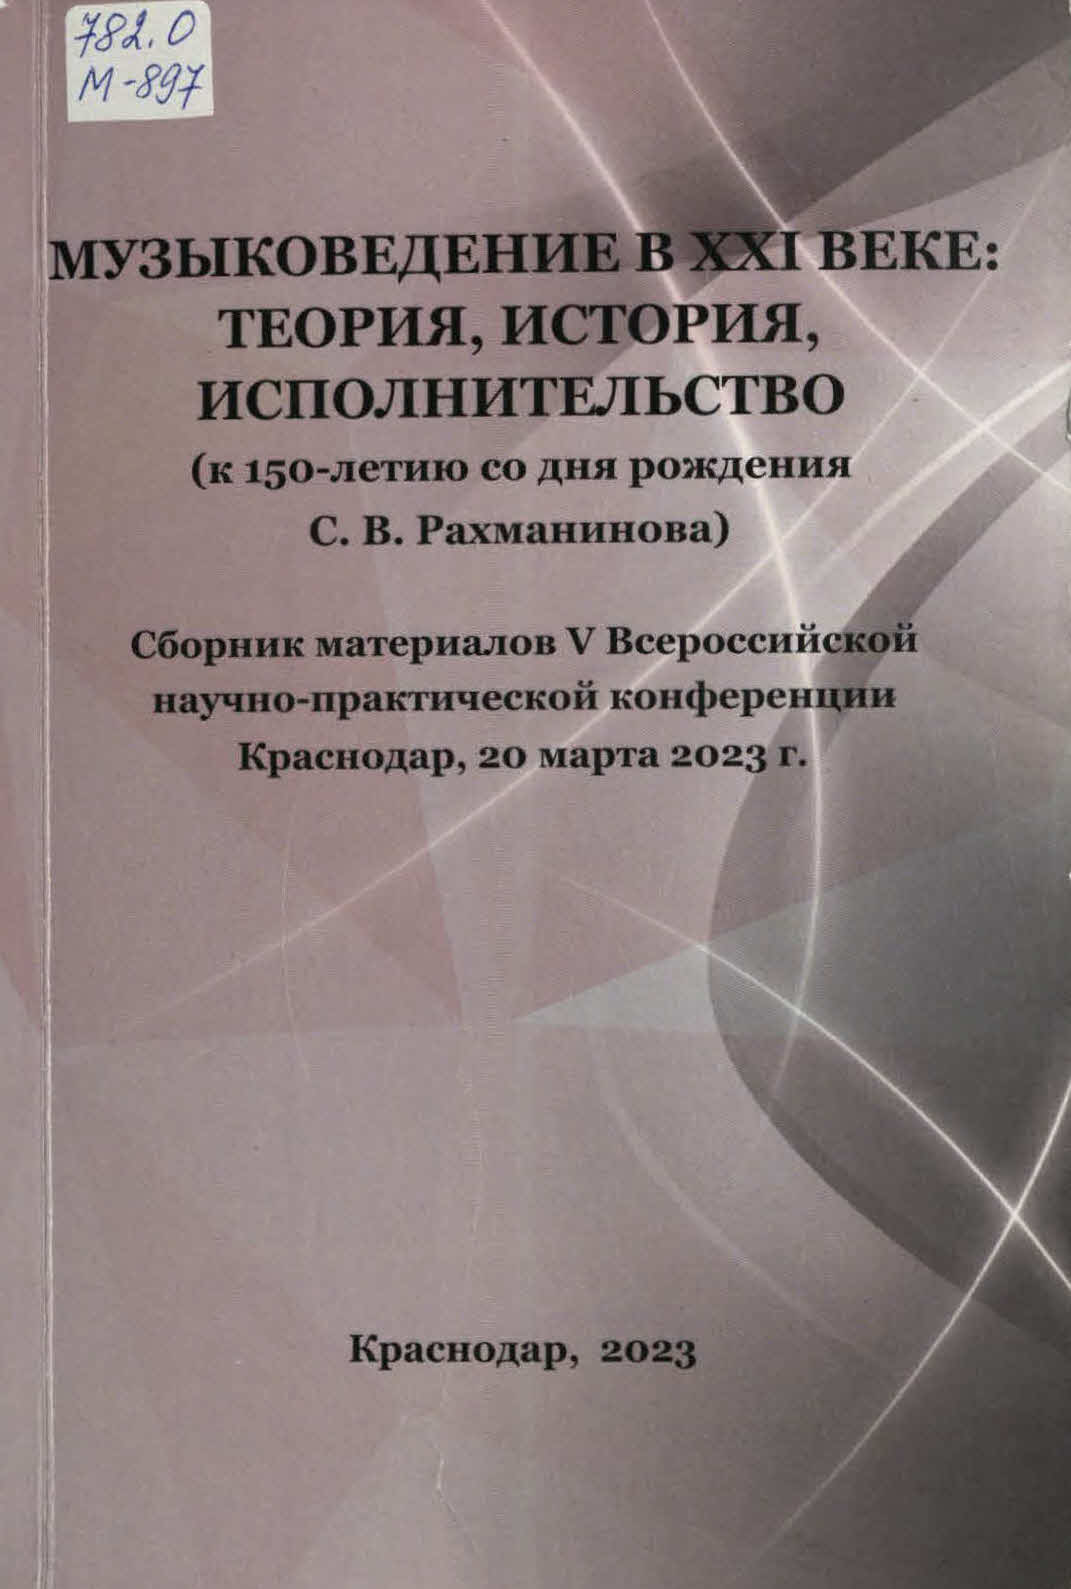 782.0
М-897
МУЗЫКОВЕДЕНИЕ В XXI ВЕКЕ:
ТЕОРИЯ, ИСТОРИЯ,
ИСПОЛНИТЕЛЬСТВО
(к 150-летию со дня рождения
С. В. Рахманинова)
Сборник материалов V Всероссийской
научно-практической конференции
Краснодар, 20 марта 2023 г.
Краснодар, 2023